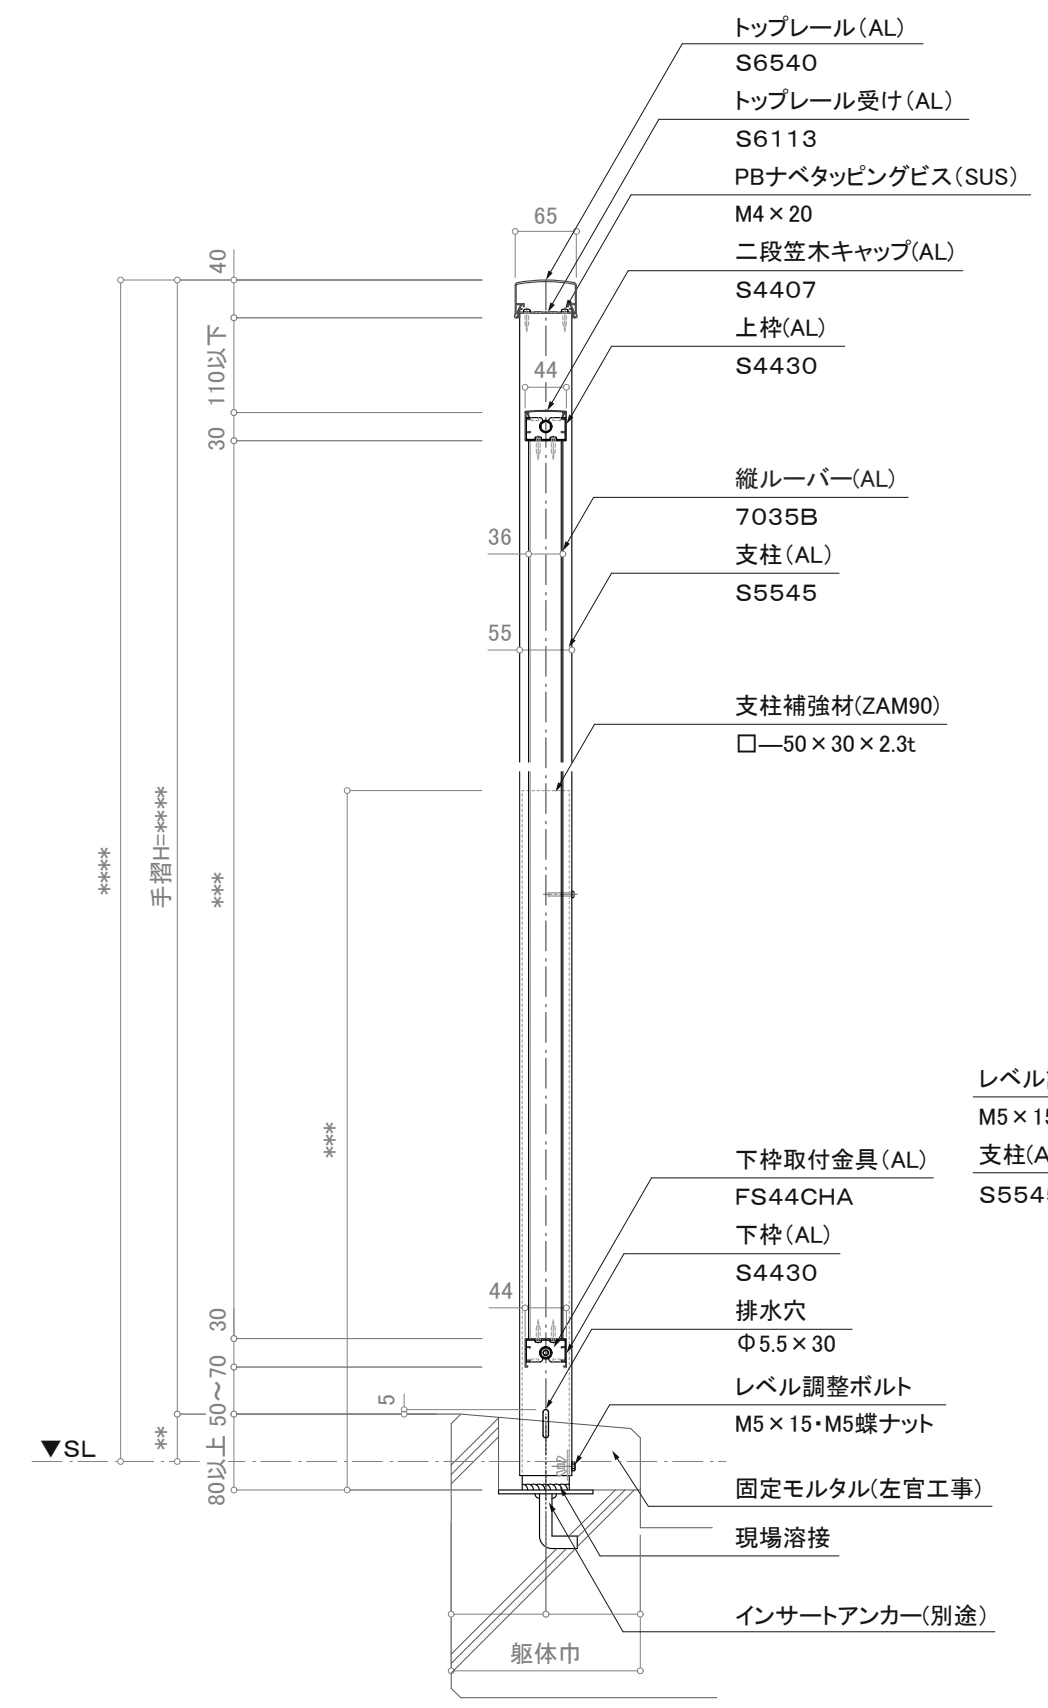 トップレール(AL)
S6540
トップレール受け(AL)
S6113
PBナベタッピングビス(SUS)
M4×20
65
40
二段笠木キャップ(AL)
S4407
上枠(AL)
S4430
110以下
44
30
縦ルーバー(AL)
7035B
36
支柱(AL)
S5545
55
支柱補強材(ZAM90)
□—50×30×2.3t
****
手摺H=****
***
***
レベル
M5×15
支柱(A
S5545
下枠取付金具(AL)
FS44CHA
下枠(AL)
S4430
44
30
排水穴
Φ5.5×30
50~70
5
レベル調整ボルト
M5×15・M5蝶ナット
▼SL
**
80以上
固定モルタル(左官工事)
現場溶接
インサートアンカー(別途)
躯体巾